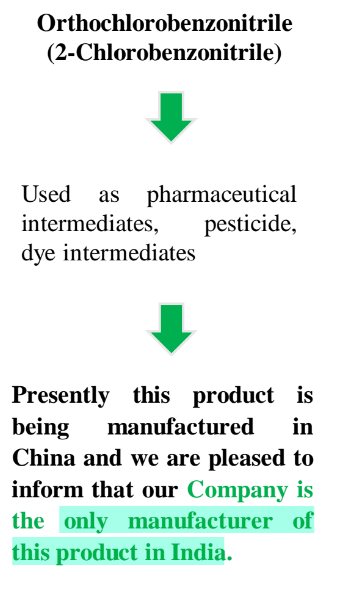 Orthochlorobenzonitrile
(2-Chlorobenzonitrile)
Used as pharmaceutical
intermediates, pesticide,
dye intermediates
Presently this product is
being manufactured in
China and we are pleased to
inform that our Company is
the only manufacturer of
this product in India.